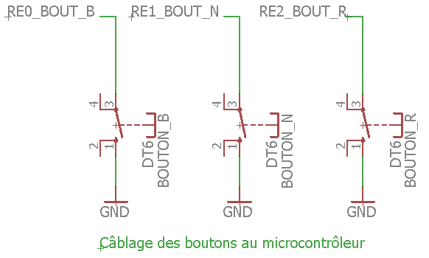 RE0_BOUT_B RE1_BOUT_N RE2_BOUT_R
4 3 4 3 4 3
2 1 2 1 2 1
DT6 DT6 DT6
BOUTON_B BOUTON_N BOUTON_R
GND GND GND
Câblage des boutons au microcontrôleur